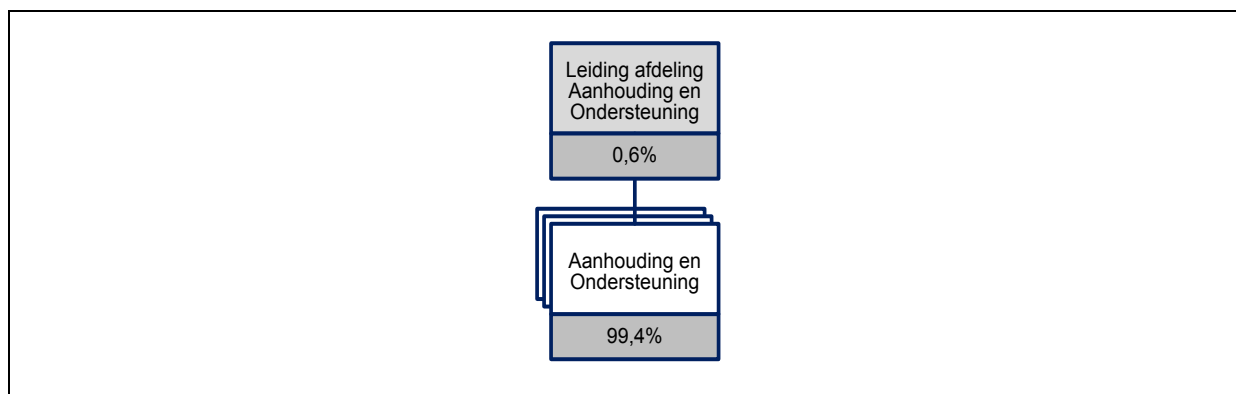 Leiding afdeling
Aanhouding en
Ondersteuning
0,6%
Aanhouding en
Ondersteuning
99,4%